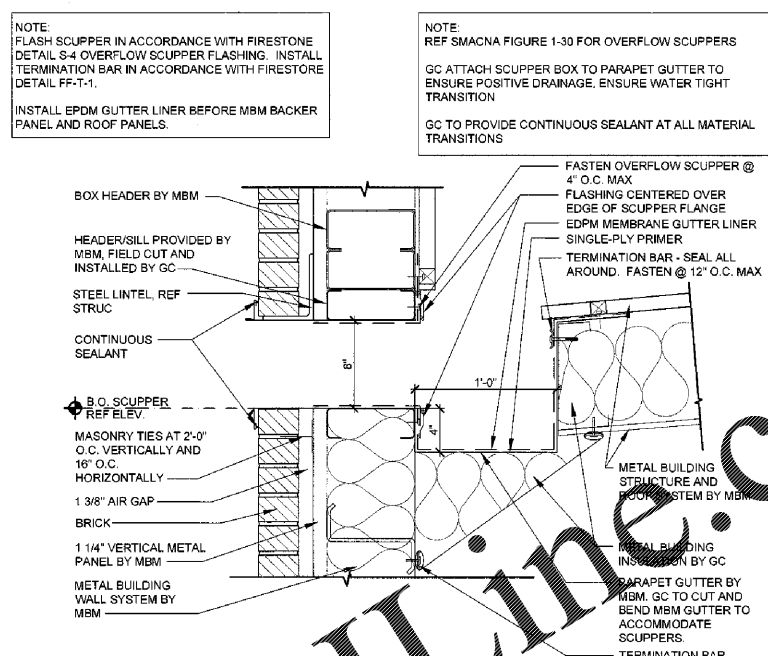 NOTE:
FLASH SCUPPER IN ACCORDANCE WITH FIRESTONE
DETAIL S-4 OVERFLOW SCUPPER FLASHING. INSTALL
TERMINATION BAR IN ACCORDANCE WITH FIRESTORE
DETAIL FF-T-1.
INSTALL EPDM GUTTER LINER BEFORE MBM BACKER
PANEL AND ROOF PANELS.
NOTE:
REF SMACNA FIGURE 1-30 FOR OVERFLOW SCUPPERS
GC ATTACH SCUPPER BOX TO PARAPET GUTTER TO
ENSURE POSITIVE DRAINAGE. ENSURE WATER TIGHT
TRANSITION
GC TO PROVIDE CONTINUOUS SEALANT AT ALL MATERIAL
TRANSITIONS
BOX HEADER BY MBM
HEADER/SILL PROVIDED BY
MBM, FIELD CUT AND
INSTALLED BY GC
STEEL LINTEL, REF
STRUC
CONTINUOUS
SEALANT
B.O. SCUPPER
REF ELEV.
MASONRY TIES AT 2'-0"
O.C. VERTICALLY AND
16" O.C.
HORIZONTALLY
1 3/8" AIR GAP
BRICK
1 1/4" VERTICAL METAL
PANEL BY MBM
METAL BUILDING
WALL SYSTEM BY
MBM
8"
1'-0"
4"
FASTEN OVERFLOW SCUPPER @
4" O.C. MAX
FLASHING CENTERED OVER
EDGE OF SCUPPER FLANGE
EDPM MEMBRANE GUTTER LINER
SINGLE-PLY PRIMER
TERMINATION BAR - SEAL ALL
AROUND. FASTEN @ 12" O.C. MAX
METAL BUILDING
STRUCTURE AND
ROOF SYSTEM BY MBM
METAL BUILDING
INSULATION BY GC
PARAPET GUTTER BY
MBM. GC TO CUT AND
BEND MBM GUTTER TO
ACCOMMODATE
SCUPPERS.
TERMINATION BAR
lLine.c